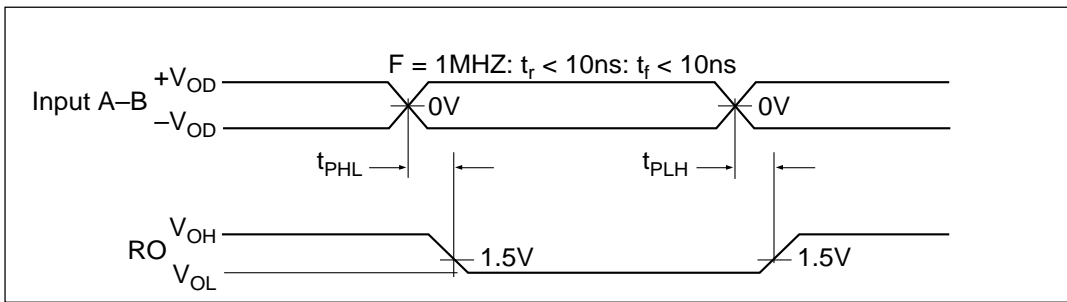 F = 1MHZ: tr < 10ns: tf < 10ns
+VOD
Input A–B
0V
0V
–VOD
tPHL
tPLH
VOH
RO
1.5V
1.5V
VOL